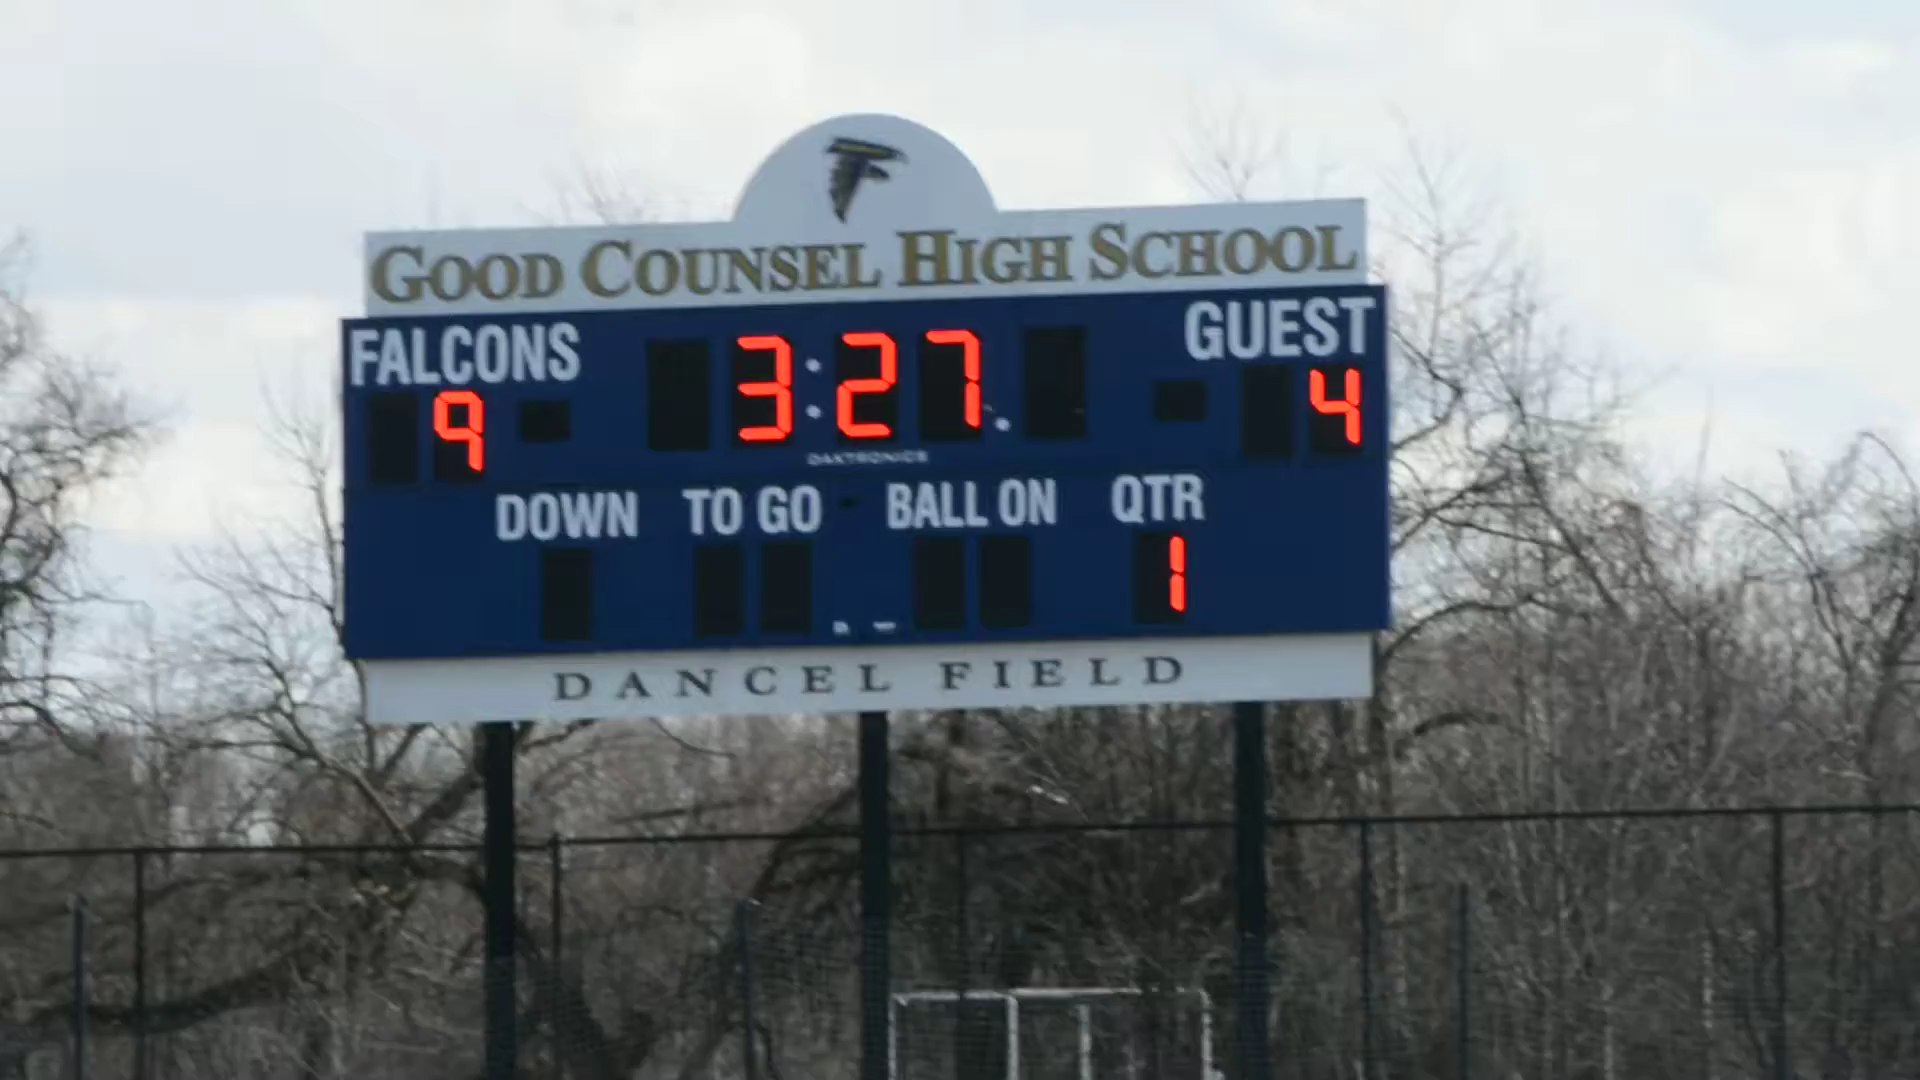 GOOD COUNSEL HIGH SCHOOL
FALCONS 3:27 GUEST
9 4
DAKTRONICS
DOWN TO GO BALL ON QTR
1
DANCEL FIELD